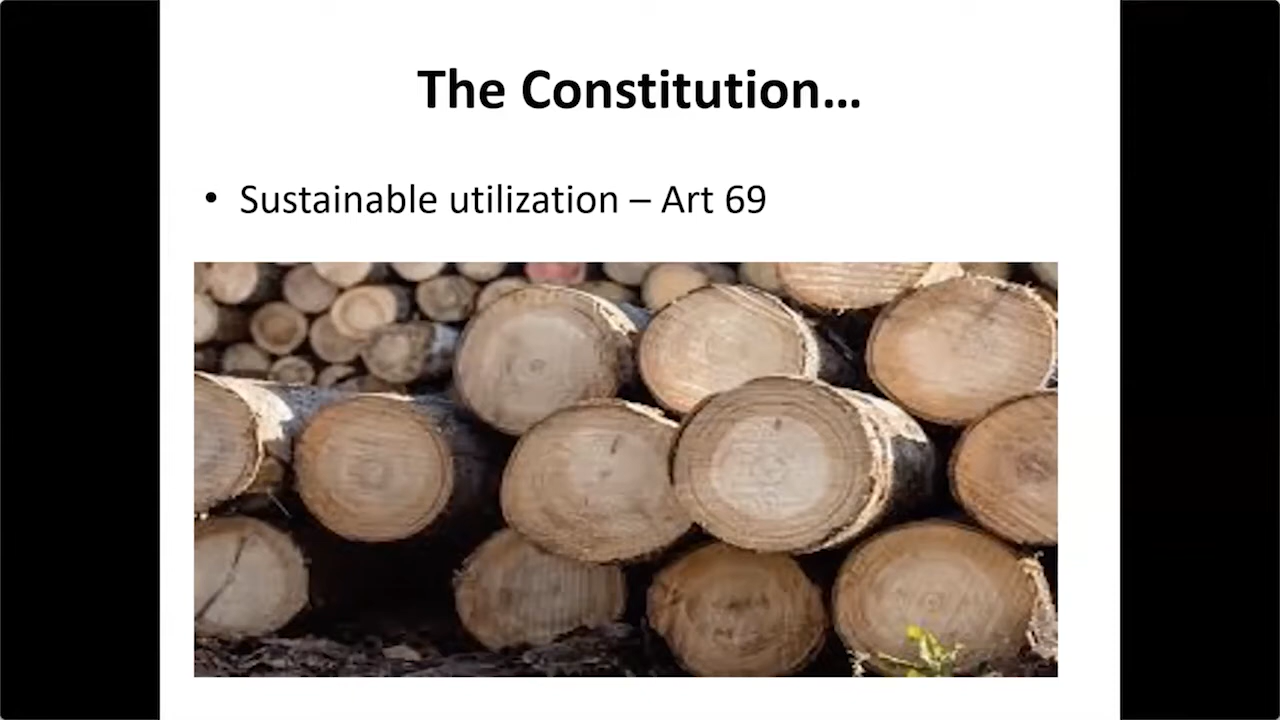 The Constitution...
• Sustainable utilization – Art 69